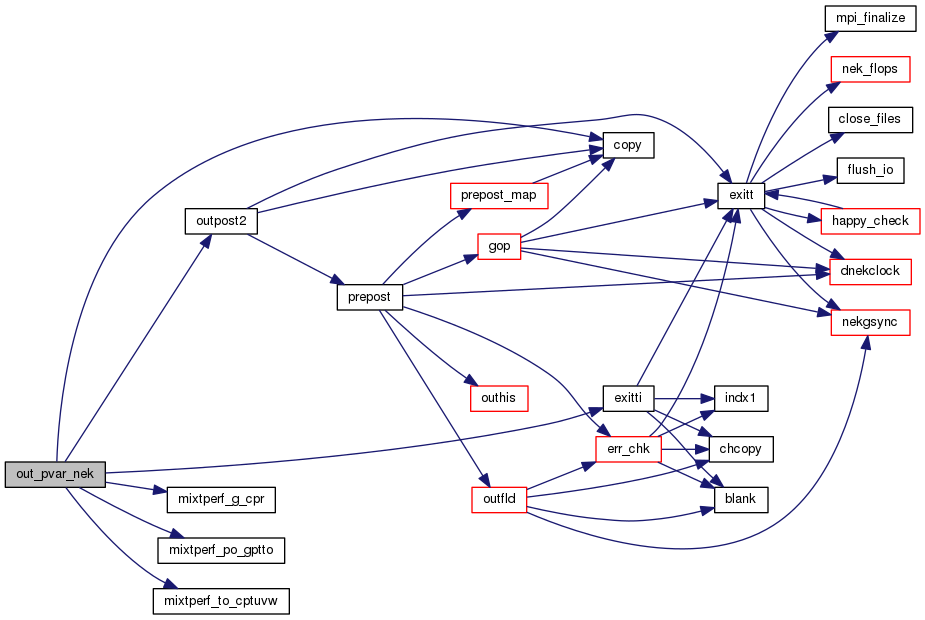 mpi_finalize
nek_flops
close_files
copy
flush_io
prepost_map
exitt
outpost2
happy_check
gop
dnekclock
prepost
nekgsync
outhis
exitti
indx1
err_chk
chcopy
out_pvar_nek
mixtperf_g_cpr
outfld
blank
mixtperf_po_gptto
mixtperf_to_cptuvw